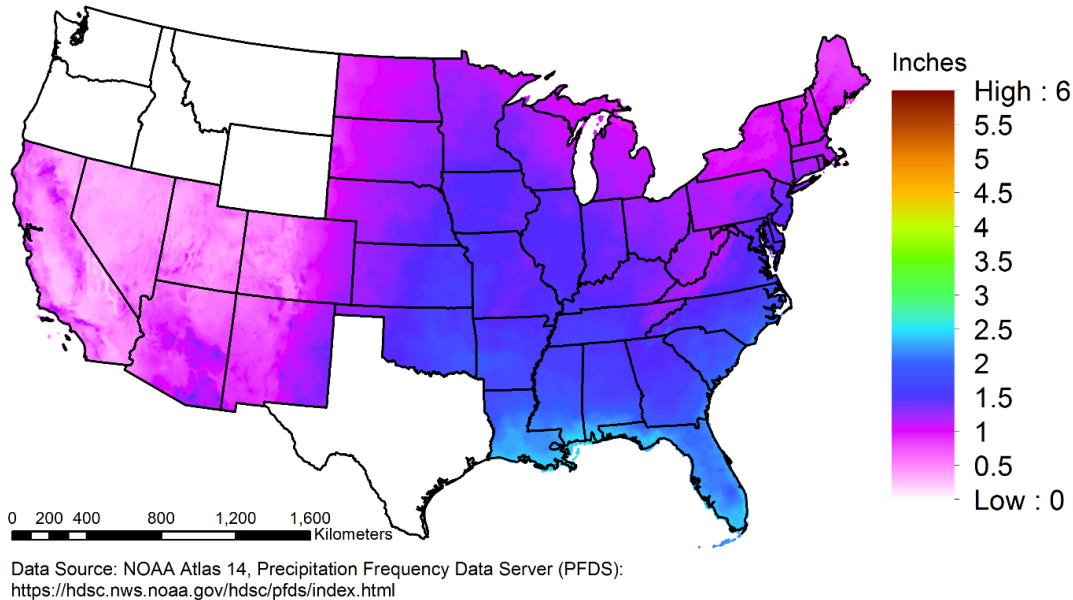 Inches
High : 6
5.5
5
4.5
4
3.5
3
2.5
2
1.5
1
0.5
Low : 0
0 200 400 800 1,200 1,600
Kilometers
Data Source: NOAA Atlas 14, Precipitation Frequency Data Server (PFDS):
https://hdsc.nws.noaa.gov/hdsc/pfds/index.html